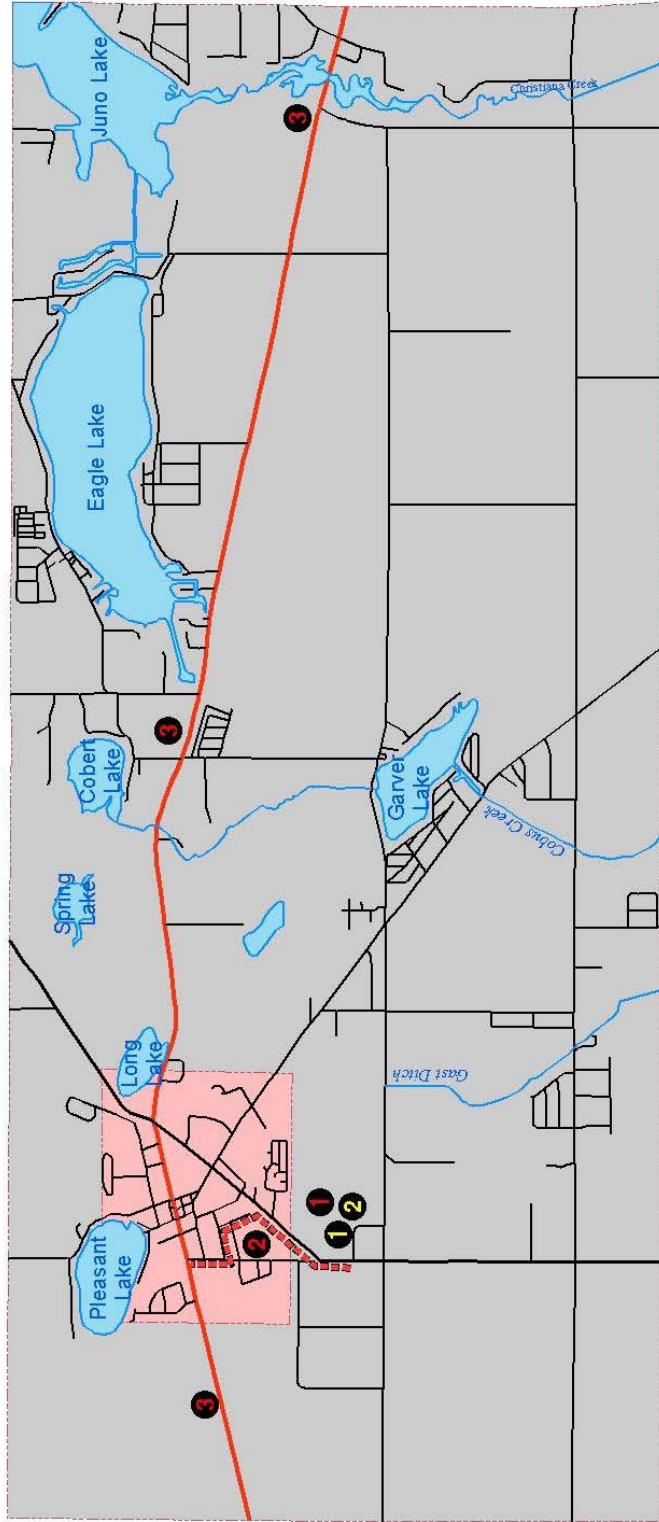 Pleasant
Lake
Long
Lake
Spring
Lake
Cobert
Lake
Eagle Lake
Juno Lake
3
3
3
2
1
1
2
Garver
Lake
Christiana Creek
Cobus Creek
Gast Ditch